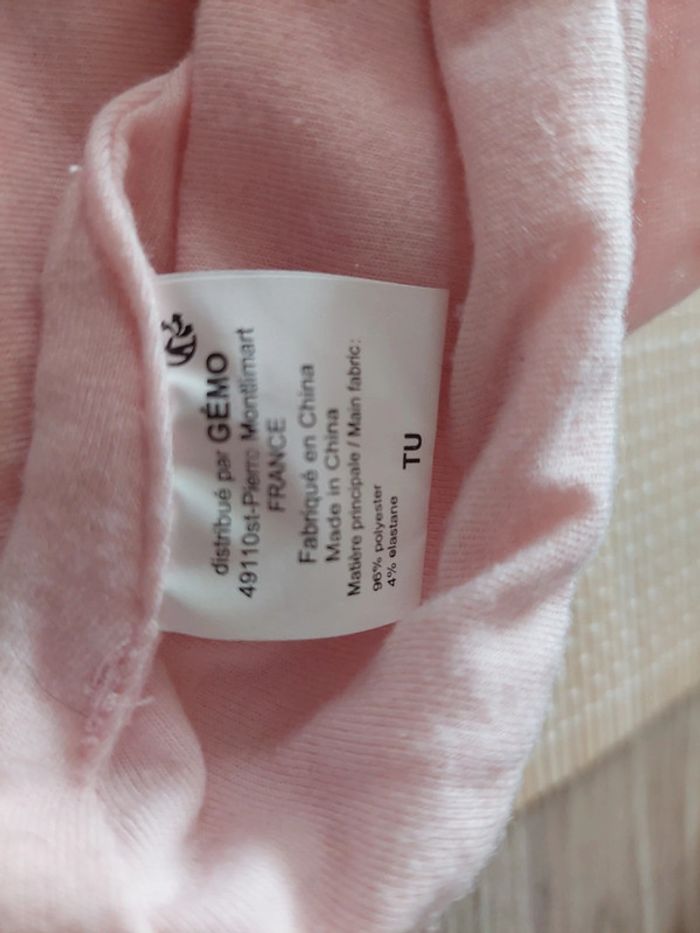 distribué par GÉMO
49110st-Pierre Montlimart
FRANCE
Fabriqué en China
Made in China
Matière principale / Main fabric:
96% polyester
4% elastane
TU